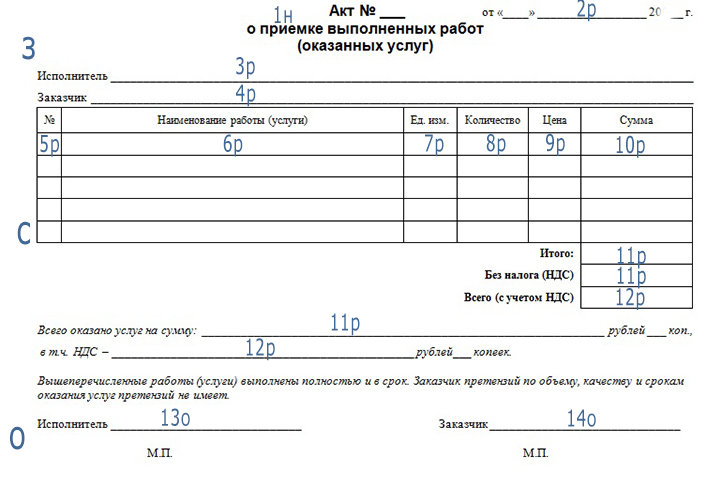 1н Акт № ___ от «____» 2р 20 __ г.
о приемке выполненных работ
З
(оказанных услуг)
Исполнитель 3р
Заказчик 4р
№ Наименование работы (услуги) Ед. изм. Количество Цена Сумма
5р 6р 7р 8р 9р 10р
С
Итого: 11р
Без налога (НДС) 11р
Всего (с учетом НДС) 12р
Всего оказано услуг на сумму: 11р рублей ___ коп.,
в т.ч. НДС – 12р рублей ___ копеек.
Вышеперечисленные работы (услуги) выполнены полностью и в срок. Заказчик претензий по объему, качеству и срокам
оказания услуг претензий не имеет.
Исполнитель 13о Заказчик 14о
О
М.П. М.П.